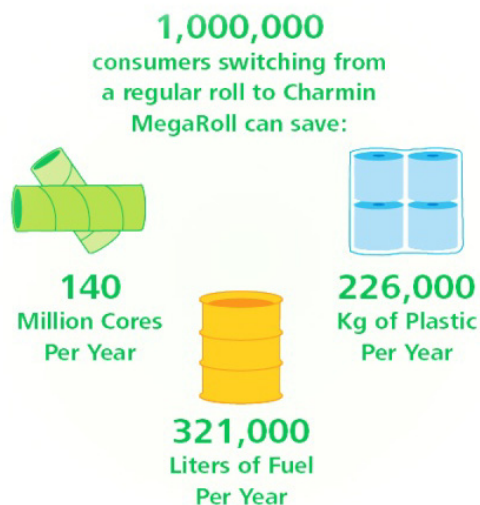 1,000,000
consumers switching from
a regular roll to Charmin
MegaRoll can save:
140
Million Cores
Per Year
226,000
Kg of Plastic
Per Year
321,000
Liters of Fuel
Per Year